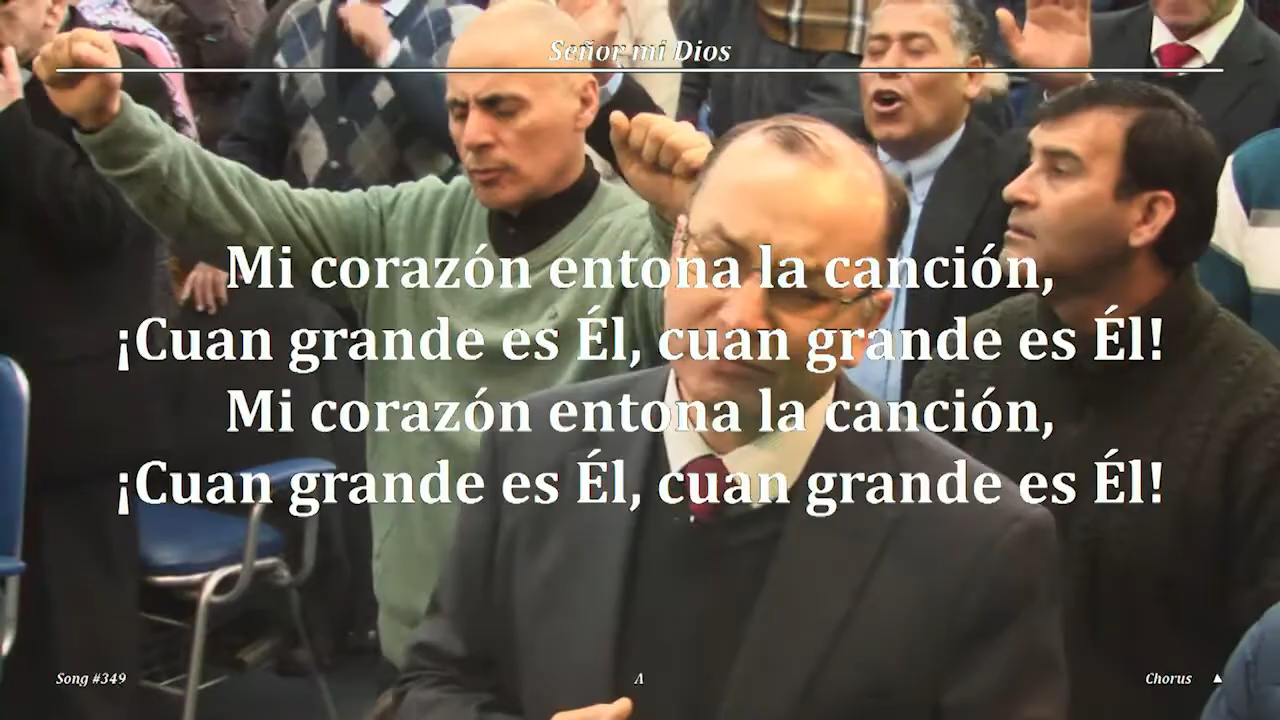 Señor mi Dios
Mi corazón entona la canción,
¡Cuan grande es Él, cuan grande es Él!
Mi corazón entona la canción,
¡Cuan grande es Él, cuan grande es Él!
Song #349
Chorus